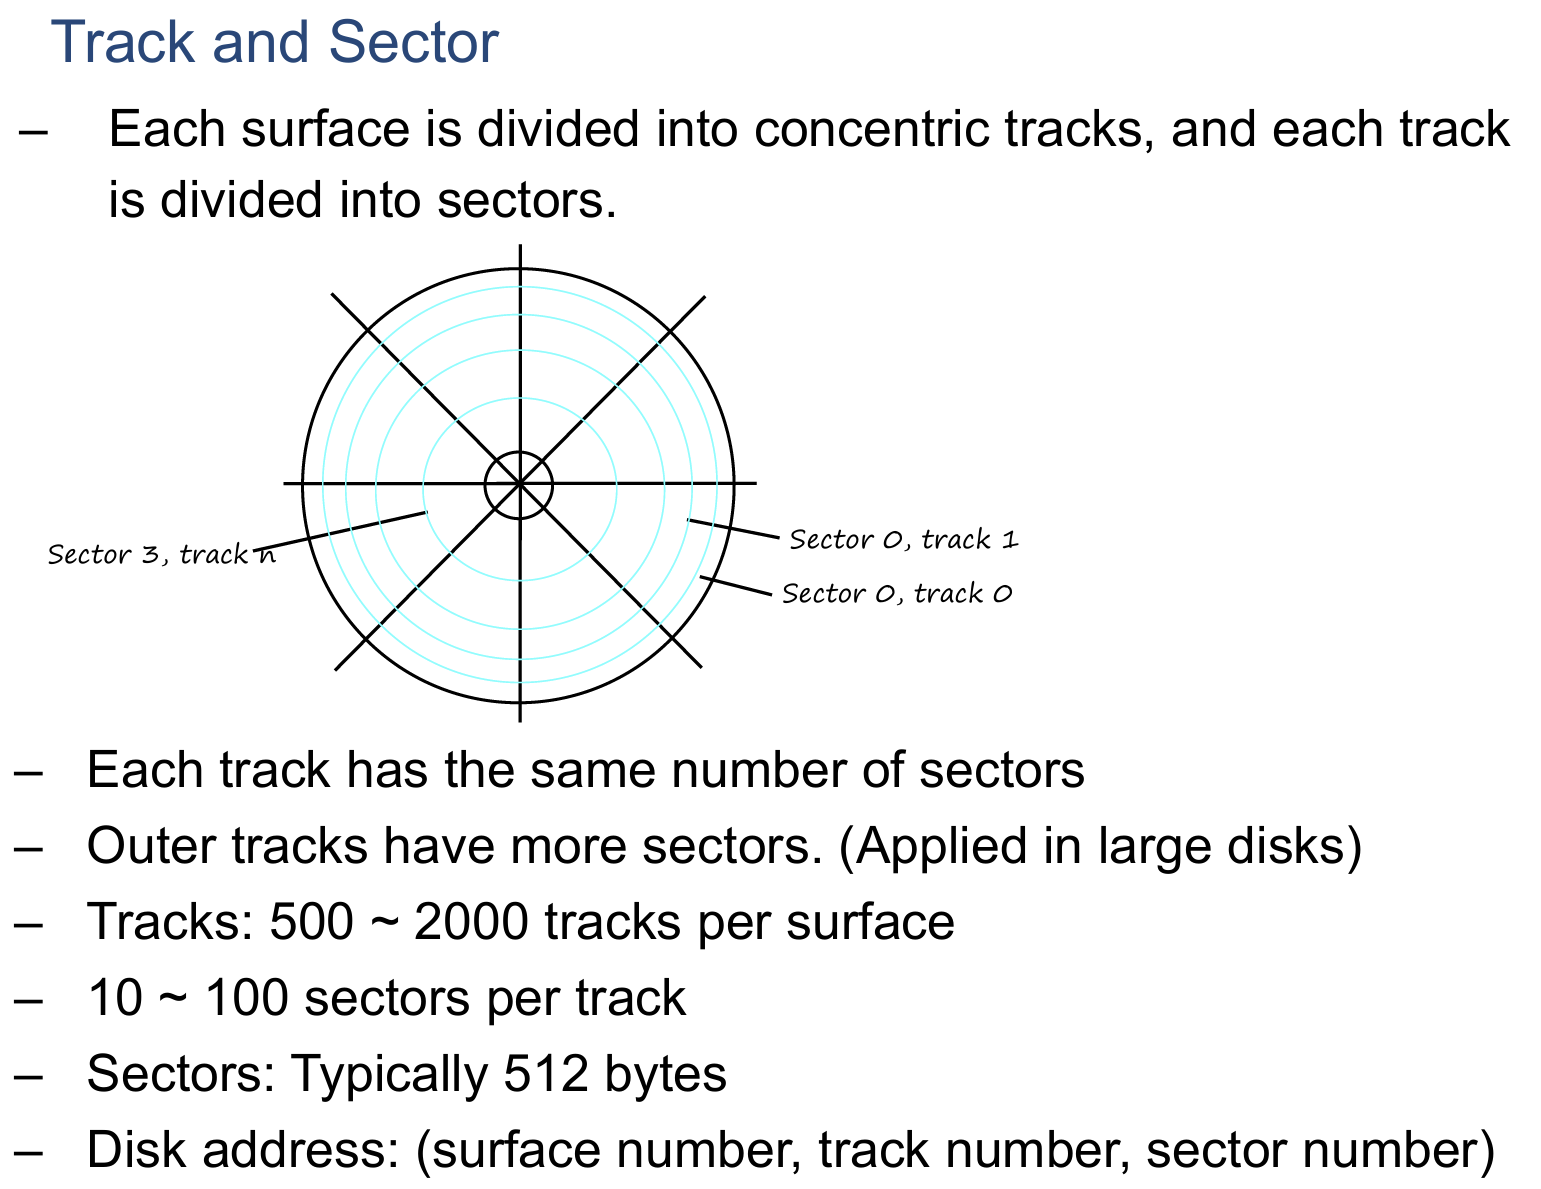 Track and Sector
– Each surface is divided into concentric tracks, and each track
is divided into sectors.
Sector 3, track n
Sector 0, track 1
Sector 0, track 0
– Each track has the same number of sectors
– Outer tracks have more sectors. (Applied in large disks)
– Tracks: 500 ~ 2000 tracks per surface
– 10 ~ 100 sectors per track
– Sectors: Typically 512 bytes
– Disk address: (surface number, track number, sector number)